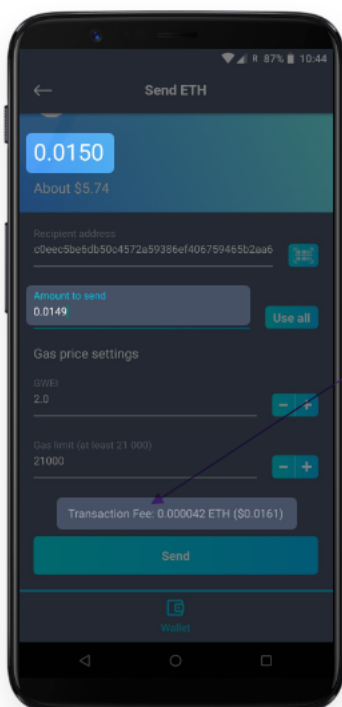 R 87% 10:44
Send ETH
0.0150
About $5.74
Recipient address
c0eec5be6db50c4572a59386ef406759465b2aa6
Amount to send
0.0149
Use all
Gas price settings
GWEI
2.0
- +
Gas limit (at least 21 000)
21000
- +
Transaction Fee: 0.000042 ETH ($0.0161)
Send
Wallet